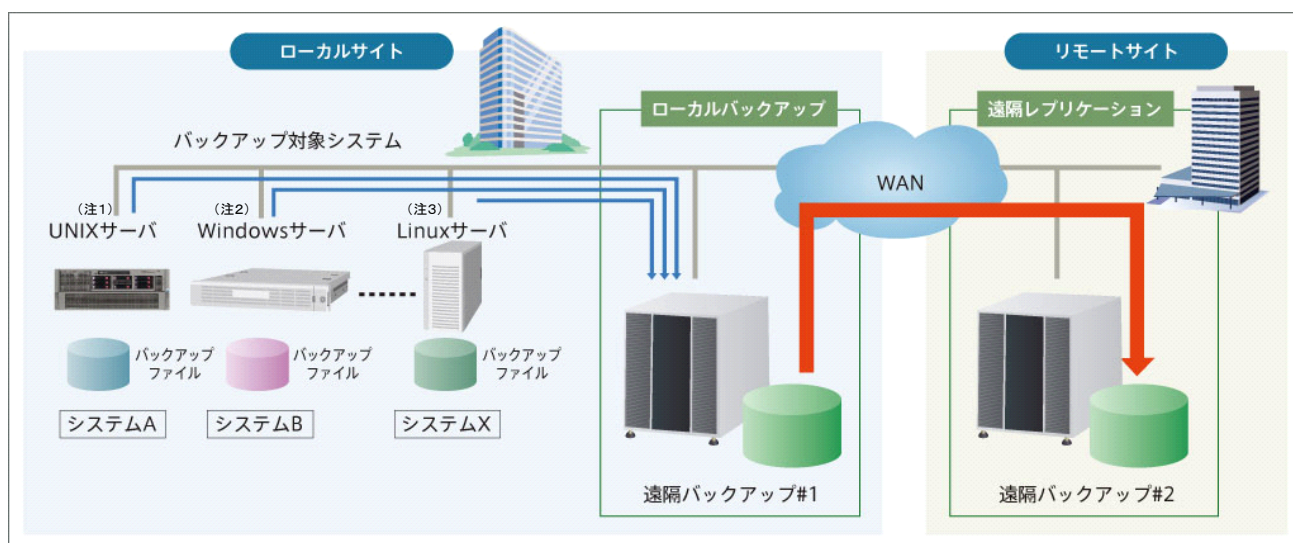 ローカルサイト
リモートサイト
ローカルバックアップ
遠隔レプリケーション
バックアップ対象システム
WAN
（注1）
UNIXサーバ
（注2）
Windowsサーバ
（注3）
Linuxサーバ
バックアップ
ファイル
バックアップ
ファイル
バックアップ
ファイル
システムA
システムB
システムX
遠隔バックアップ#1
遠隔バックアップ#2